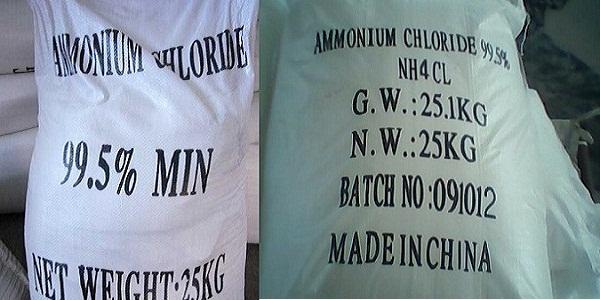 AMMONIUM CHLORIDE
99.5% MIN
NET WEIGHT:25KG
AMMONIUM CHLORIDE 99.5%
NH4CL
G.W.:25.1KG
N.W.:25KG
BATCH NO:091012
MADE IN CHINA